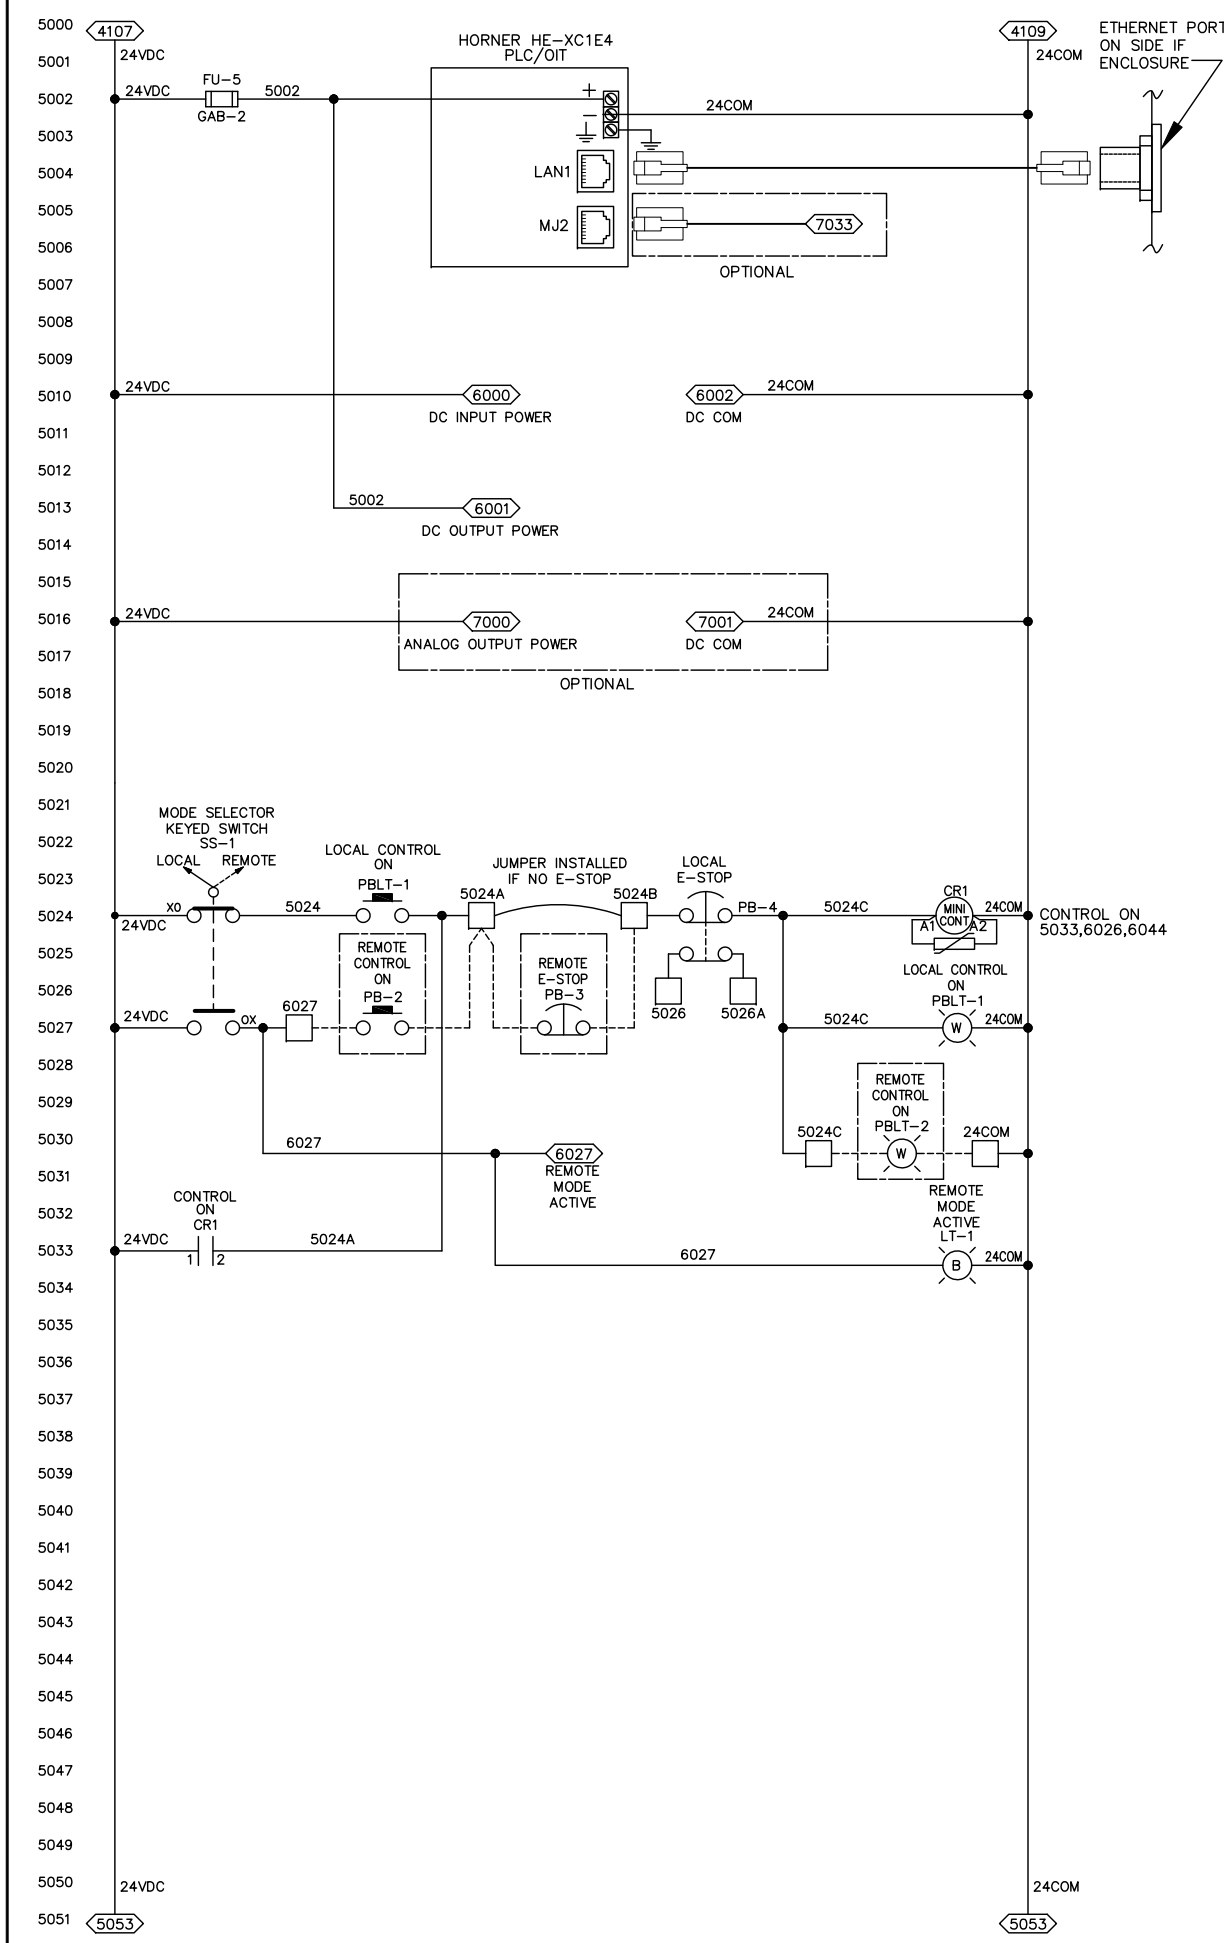 5000
4107
HORNER HE-XC1E4
PLC/OIT
4109
ETHERNET PORT
ON SIDE IF
ENCLOSURE
24VDC
24COM
5001
FU-5
5002
24VDC
5002
+
24COM
GAB-2
–
5003
5004
LAN1
5005
MJ2
7033
5006
OPTIONAL
5007
5008
5009
5010
24VDC
6000
6002
24COM
DC INPUT POWER
DC COM
5011
5012
5013
5002
6001
DC OUTPUT POWER
5014
5015
5016
24VDC
7000
7001
24COM
ANALOG OUTPUT POWER
DC COM
5017
OPTIONAL
5018
5019
5020
5021
MODE SELECTOR
KEYED SWITCH
SS-1
5022
LOCAL
REMOTE
LOCAL CONTROL
ON
PBLT-1
JUMPER INSTALLED
IF NO E-STOP
LOCAL
E-STOP
5023
5024A
5024B
CR1
5024
XO
24VDC
5024
PB-4
5024C
MINI
CONT
A1
A2
24COM
CONTROL ON
5033,6026,6044
5025
REMOTE
CONTROL
ON
PB-2
REMOTE
E-STOP
PB-3
LOCAL CONTROL
ON
PBLT-1
5026
6027
5026
5026A
5027
24VDC
OX
5024C
W
24COM
5028
REMOTE
CONTROL
ON
PBLT-2
5029
5030
6027
6027
5024C
W
24COM
REMOTE
MODE
ACTIVE
5031
CONTROL
ON
CR1
REMOTE
MODE
ACTIVE
LT-1
5032
5033
24VDC
1
2
5024A
6027
B
24COM
5034
5035
5036
5037
5038
5039
5040
5041
5042
5043
5044
5045
5046
5047
5048
5049
5050
24VDC
24COM
5051
5053
5053